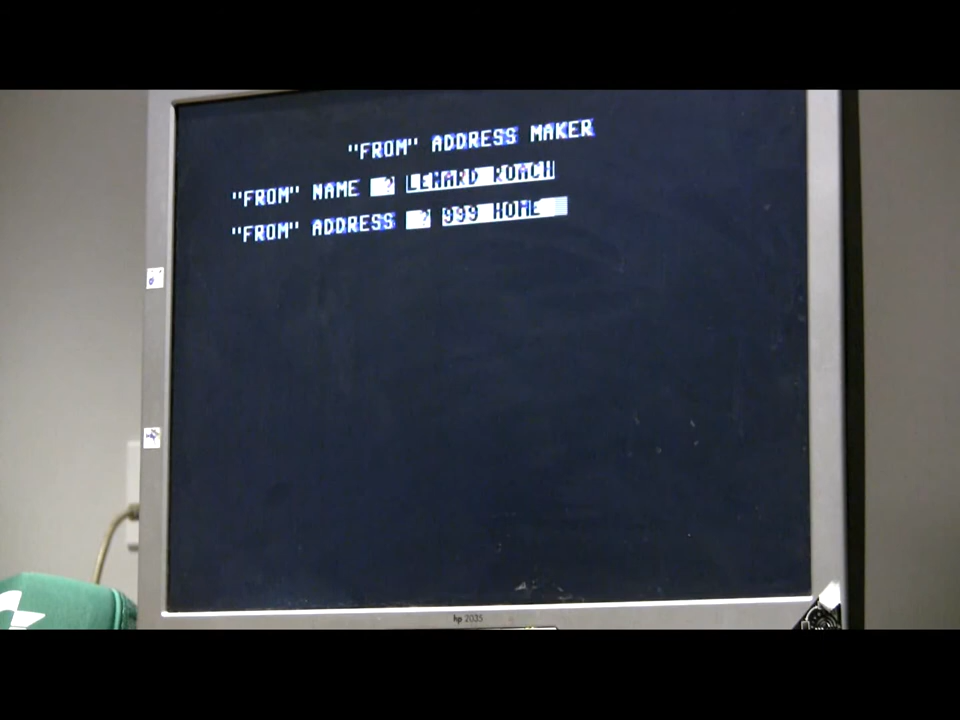 "FROM" ADDRESS MAKER
"FROM" NAME ? LENARD ROACH
"FROM" ADDRESS ? 999 HOME
hp 2035